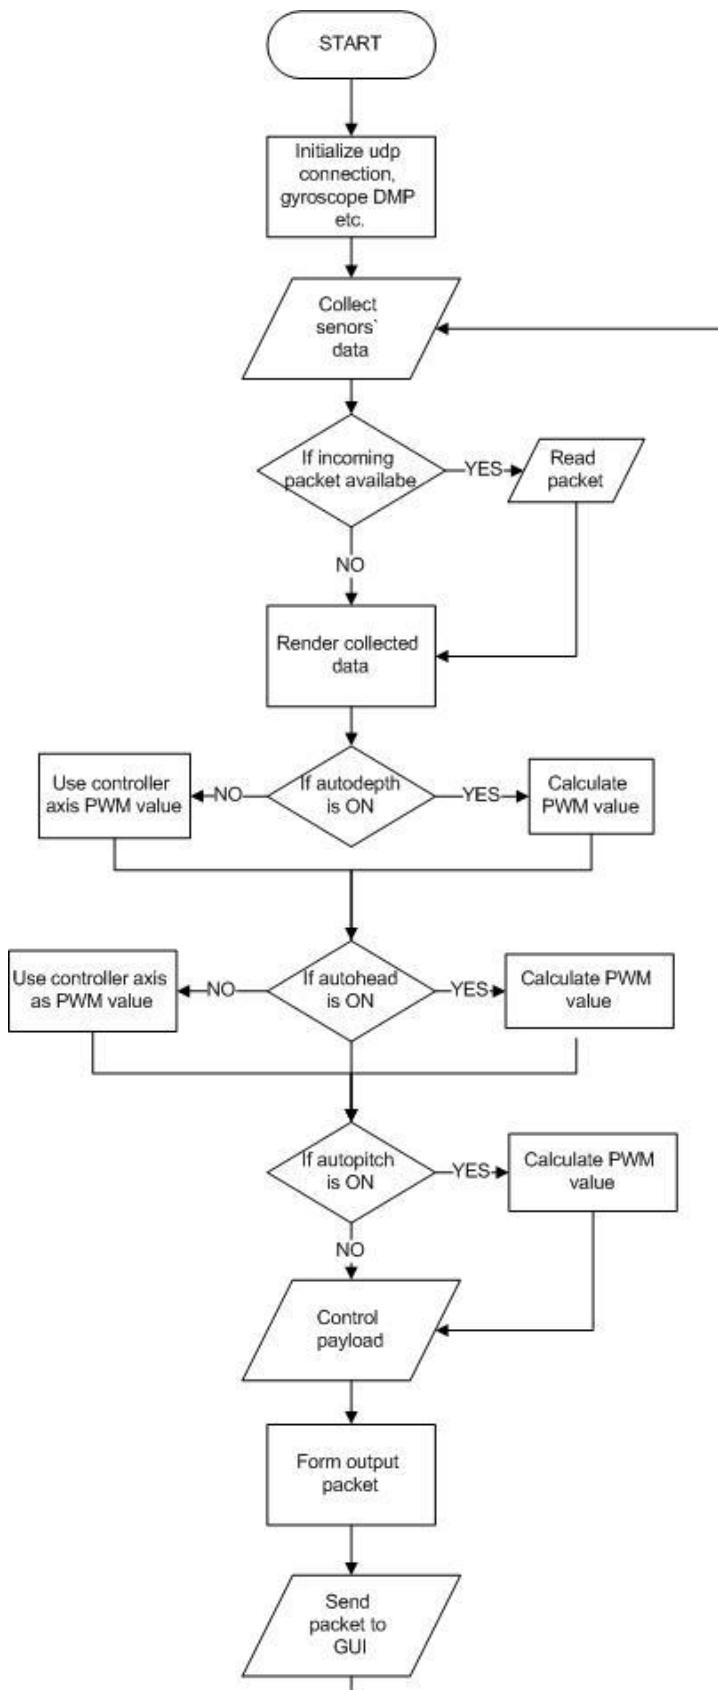 START
Initialize udp
connection,
gyroscope DMP
etc.
Collect
senors`
data
If incoming
packet availabe
YES
Read
packet
NO
Render collected
data
Use controller
axis PWM value
NO
If autodepth
is ON
YES
Calculate
PWM value
Use controller axis
as PWM value
NO
If autohead
is ON
YES
Calculate PWM
value
If autopitch
is ON
YES
Calculate PWM
value
NO
Control
payload
Form output
packet
Send
packet to
GUI